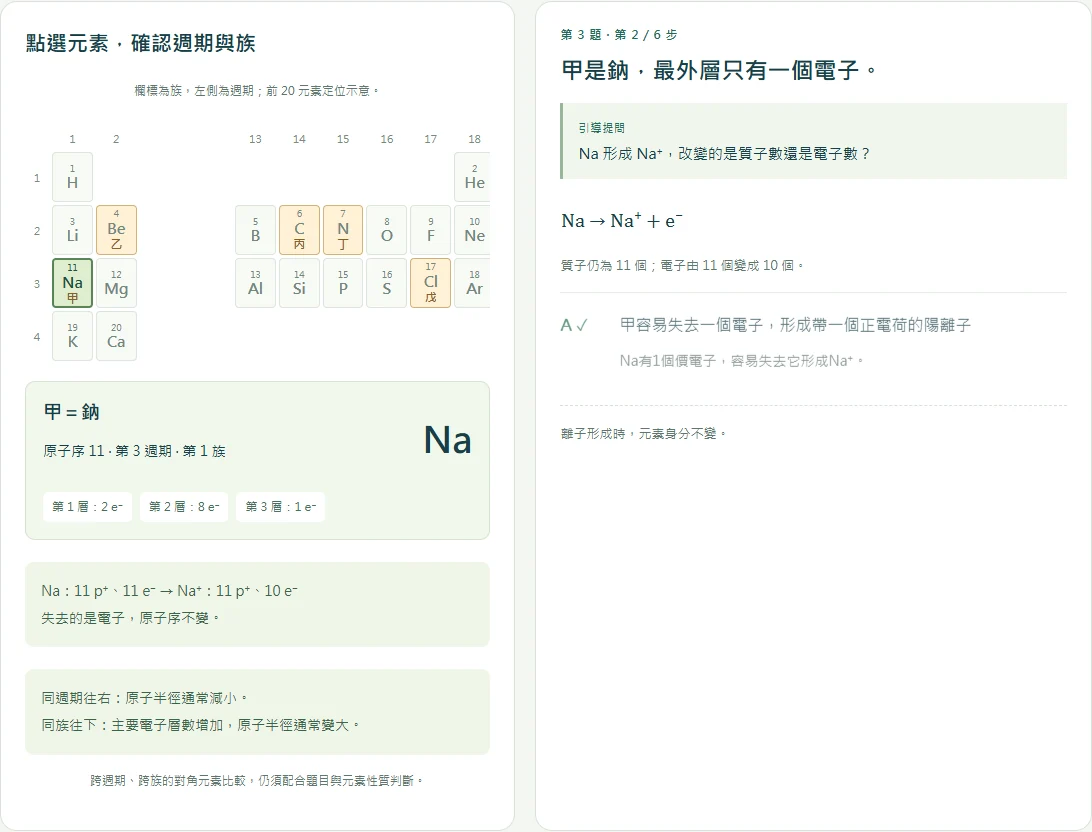 點選元素，確認週期與族
欄標為族，左側為週期；前 20 元素定位示意。
1 2 13 14 15 16 17 18
1
1 2
H He
2
3 4 5 6 7 8 9 10
Li Be B C N O F Ne
乙 丙 丁
3
11 12 13 14 15 16 17 18
Na Mg Al Si P S Cl Ar
甲 戊
4
19 20
K Ca
甲 = 鈉
Na
原子序 11 · 第 3 週期 · 第 1 族
第 1 層：2 e⁻ 第 2 層：8 e⁻ 第 3 層：1 e⁻
Na：11 p⁺、11 e⁻ → Na⁺：11 p⁺、10 e⁻
失去的是電子，原子序不變。
同週期往右：原子半徑通常減小。
同族往下：主要電子層數增加，原子半徑通常變大。
跨週期、跨族的對角元素比較，仍須配合題目與元素性質判斷。
第 3 題 · 第 2 / 6 步
甲是鈉，最外層只有一個電子。
引導提問
Na 形成 Na⁺，改變的是質子數還是電子數？
Na → Na⁺ + e⁻
質子仍為 11 個；電子由 11 個變成 10 個。
A ✓ 甲容易失去一個電子，形成帶一個正電荷的陽離子
Na有1個價電子，容易失去它形成Na⁺。
離子形成時，元素身分不變。